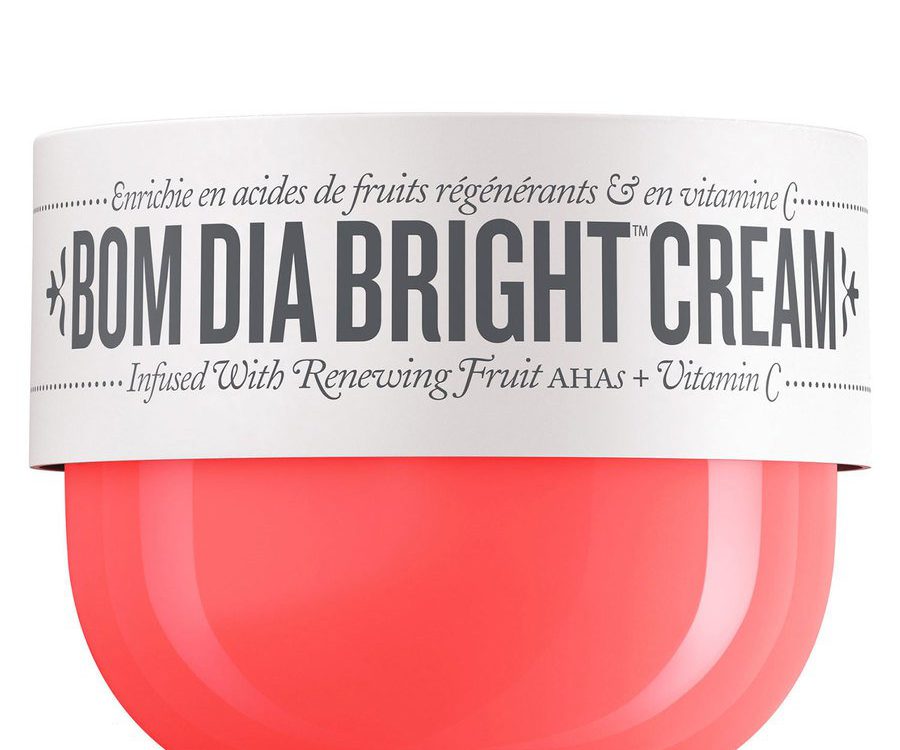 Enrichie en acides de fruits régénérants & en vitamine C
BOM DIA BRIGHT™ CREAM
Infused With Renewing Fruit AHAs + Vitamin C